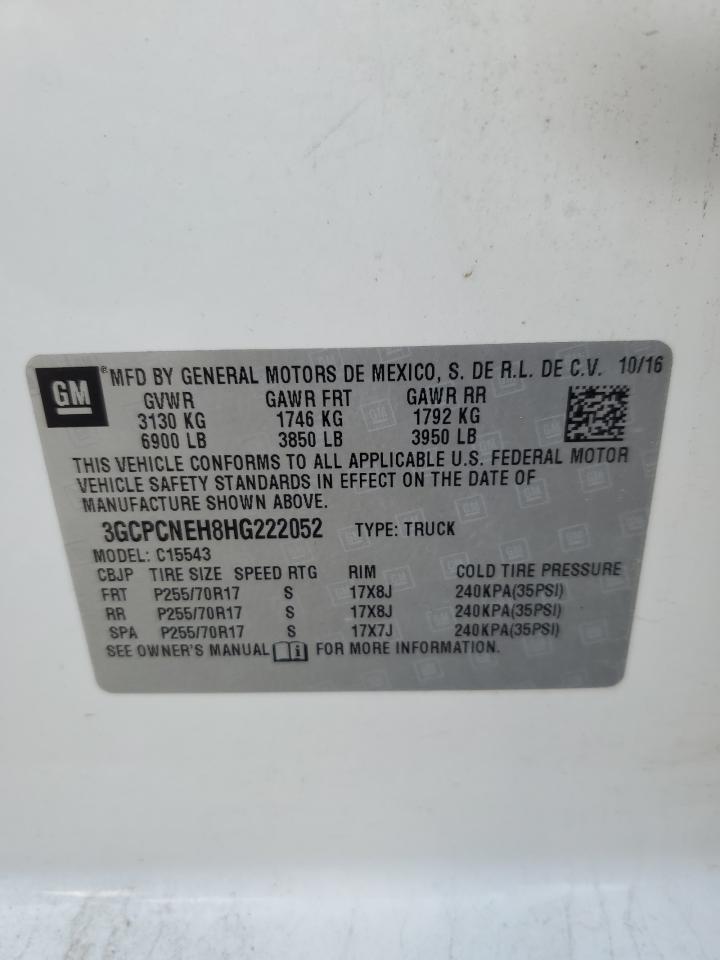 GM ® MFD BY GENERAL MOTORS DE MEXICO, S. DE R.L. DE C.V. 10/16
GVWR GAWR FRT GAWR RR
3130 KG 1746 KG 1792 KG
6900 LB 3850 LB 3950 LB
THIS VEHICLE CONFORMS TO ALL APPLICABLE U.S. FEDERAL MOTOR
VEHICLE SAFETY STANDARDS IN EFFECT ON THE DATE OF
MANUFACTURE SHOWN ABOVE.
3GCPCNEH8HG222052 TYPE: TRUCK
MODEL: C15543
CBJP TIRE SIZE SPEED RTG RIM COLD TIRE PRESSURE
FRT P255/70R17 S 17X8J 240KPA(35PSI)
RR P255/70R17 S 17X8J 240KPA(35PSI)
SPA P255/70R17 S 17X7J 240KPA(35PSI)
SEE OWNER'S MANUAL i FOR MORE INFORMATION.